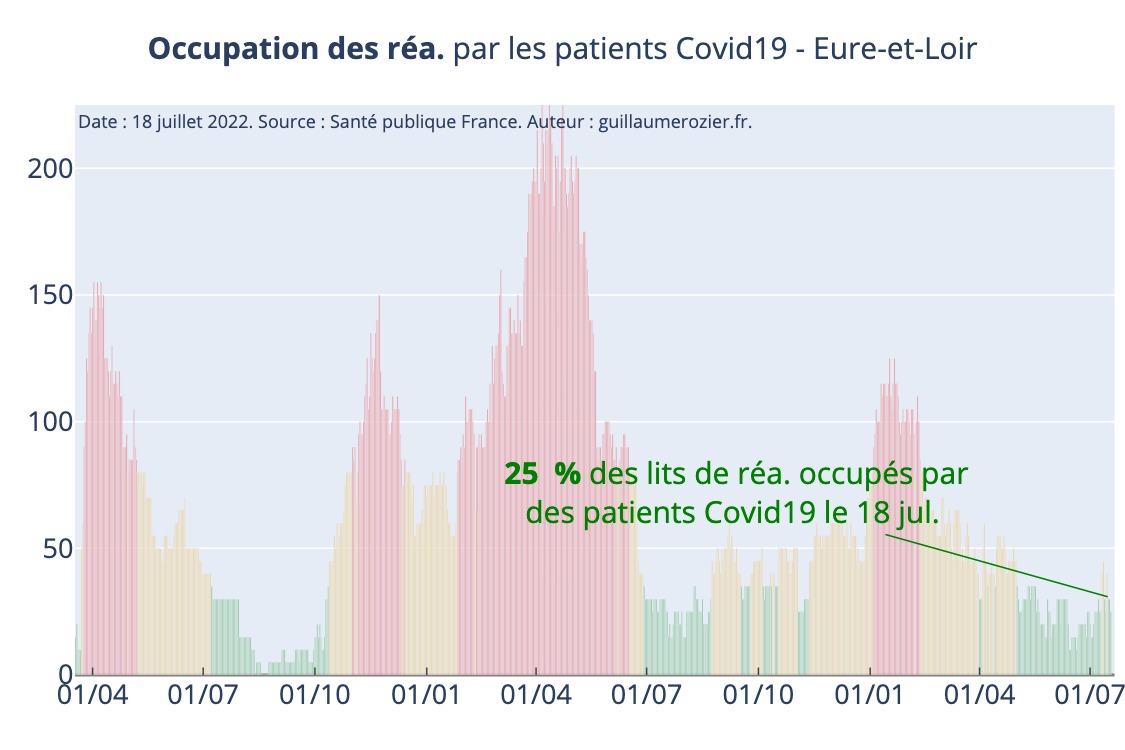 Occupation des réa. par les patients Covid19 - Eure-et-Loir
Date : 18 juillet 2022. Source : Santé publique France. Auteur : guillaumerozier.fr.
200
150
100
25 % des lits de réa. occupés par
des patients Covid19 le 18 jul.
50
0
01/04 01/07 01/10 01/01 01/04 01/07 01/10 01/01 01/04 01/07